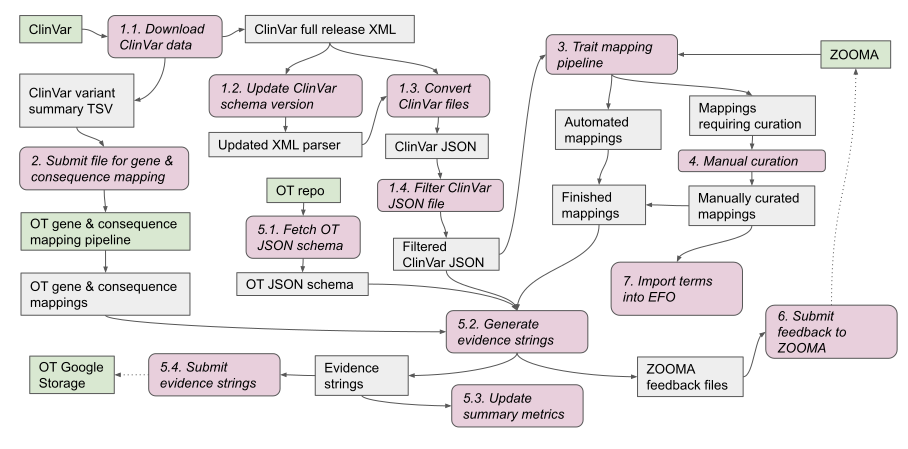 ClinVar
1.1. Download
ClinVar data
ClinVar full release XML
3. Trait mapping
pipeline
ZOOMA
ClinVar variant
summary TSV
1.2. Update ClinVar
schema version
1.3. Convert
ClinVar files
Automated
mappings
Mappings
requiring curation
Updated XML parser
ClinVar JSON
2. Submit file for gene &
consequence mapping
4. Manual curation
OT repo
1.4. Filter ClinVar
JSON file
Finished
mappings
Manually curated
mappings
OT gene & consequence
mapping pipeline
5.1. Fetch OT
JSON schema
Filtered
ClinVar JSON
OT gene & consequence
mappings
OT JSON schema
7. Import terms
into EFO
5.2. Generate
evidence strings
6. Submit
feedback to
ZOOMA
OT Google
Storage
5.4. Submit
evidence strings
Evidence
strings
ZOOMA
feedback files
5.3. Update
summary metrics